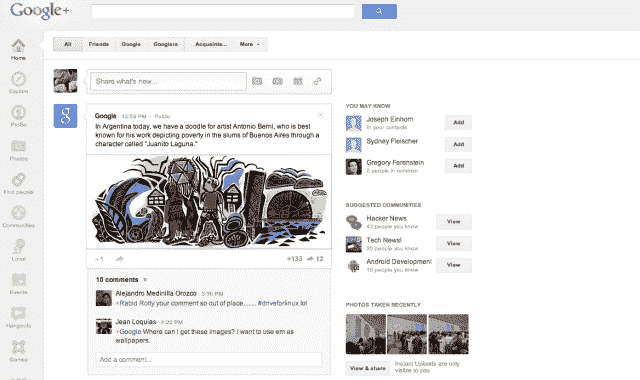 Google+
All Friends Google Googlers Acquaint... More
Home
Explore
Profile
Photos
Find people
Communities
Local
Events
Hangouts
Games
Share what's new...
Google 12:59 PM - Public
In Argentina today, we have a doodle for artist Antonio Berni, who is best
known for his work depicting poverty in the slums of Buenos Aires through a
character called "Juanito Laguna."
+1
+133 12
10 comments
Alejandro Medinilla Orozco 3:50 PM
+Rabid Rotty your comment so out of place....... #driveforlinux lol
Jean Loquias 4:20 PM
+Google Where can I get these images? I want to use em as
wallpapers.
Add a comment...
YOU MAY KNOW
Joseph Einhorn
in your contacts
Add
Sydney Fleischer
Add
Gregory Ferenstein
2 people in common
Add
SUGGESTED COMMUNITIES
Hacker News
43 people you know
View
Tech News!
20 people you know
View
Android Development
15 people you know
View
PHOTOS TAKEN RECENTLY
View & share
Instant Uploads are only
visible to you.